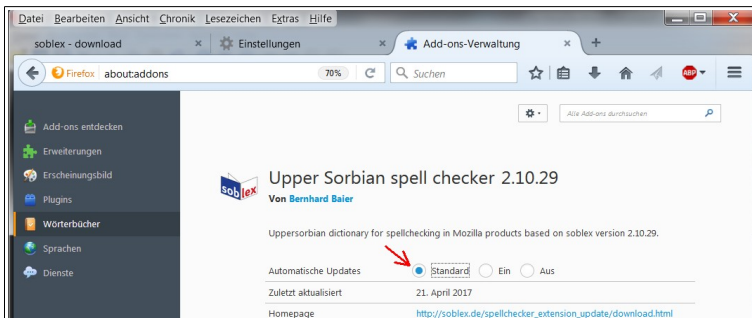 Datei Bearbeiten Ansicht Chronik Lesezeichen Extras Hilfe
soblex - download × Einstellungen × Add-ons-Verwaltung × +
Firefox about:addons 70% Suchen ABP
Alle Add-ons durchsuchen
Add-ons entdecken
Erweiterungen
Erscheinungsbild
Plugins
Wörterbücher
Sprachen
Dienste
soblex
Upper Sorbian spell checker 2.10.29
Von Bernhard Baier
Uppersorbian dictionary for spellchecking in Mozilla products based on soblex version 2.10.29.
Automatische Updates Standard Ein Aus
Zuletzt aktualisiert 21. April 2017
Homepage http://soblex.de/spellchecker_extension_update/download.html